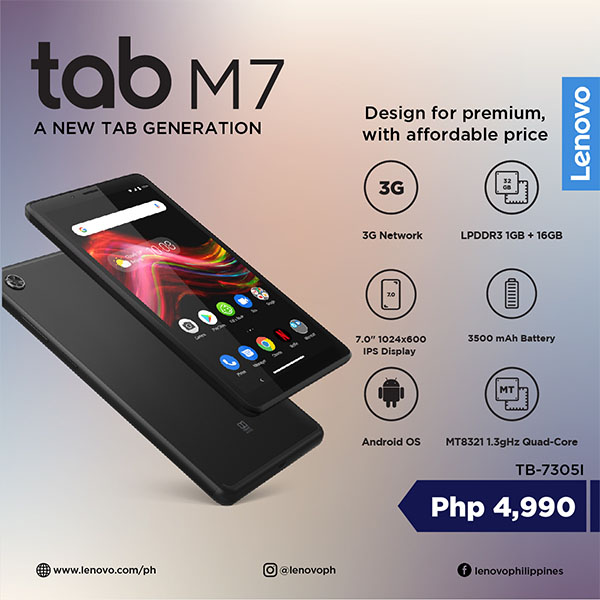 tab M7
A NEW TAB GENERATION
Lenovo
Design for premium,
with affordable price
3G
3G Network
32
GB
LPDDR3 1GB + 16GB
7.0
7.0" 1024x600
IPS Display
3500 mAh Battery
Android OS
MT
MT8321 1.3gHz Quad-Core
TB-7305I
Php 4,990
www.lenovo.com/ph
@lenovoph
lenovophilippines